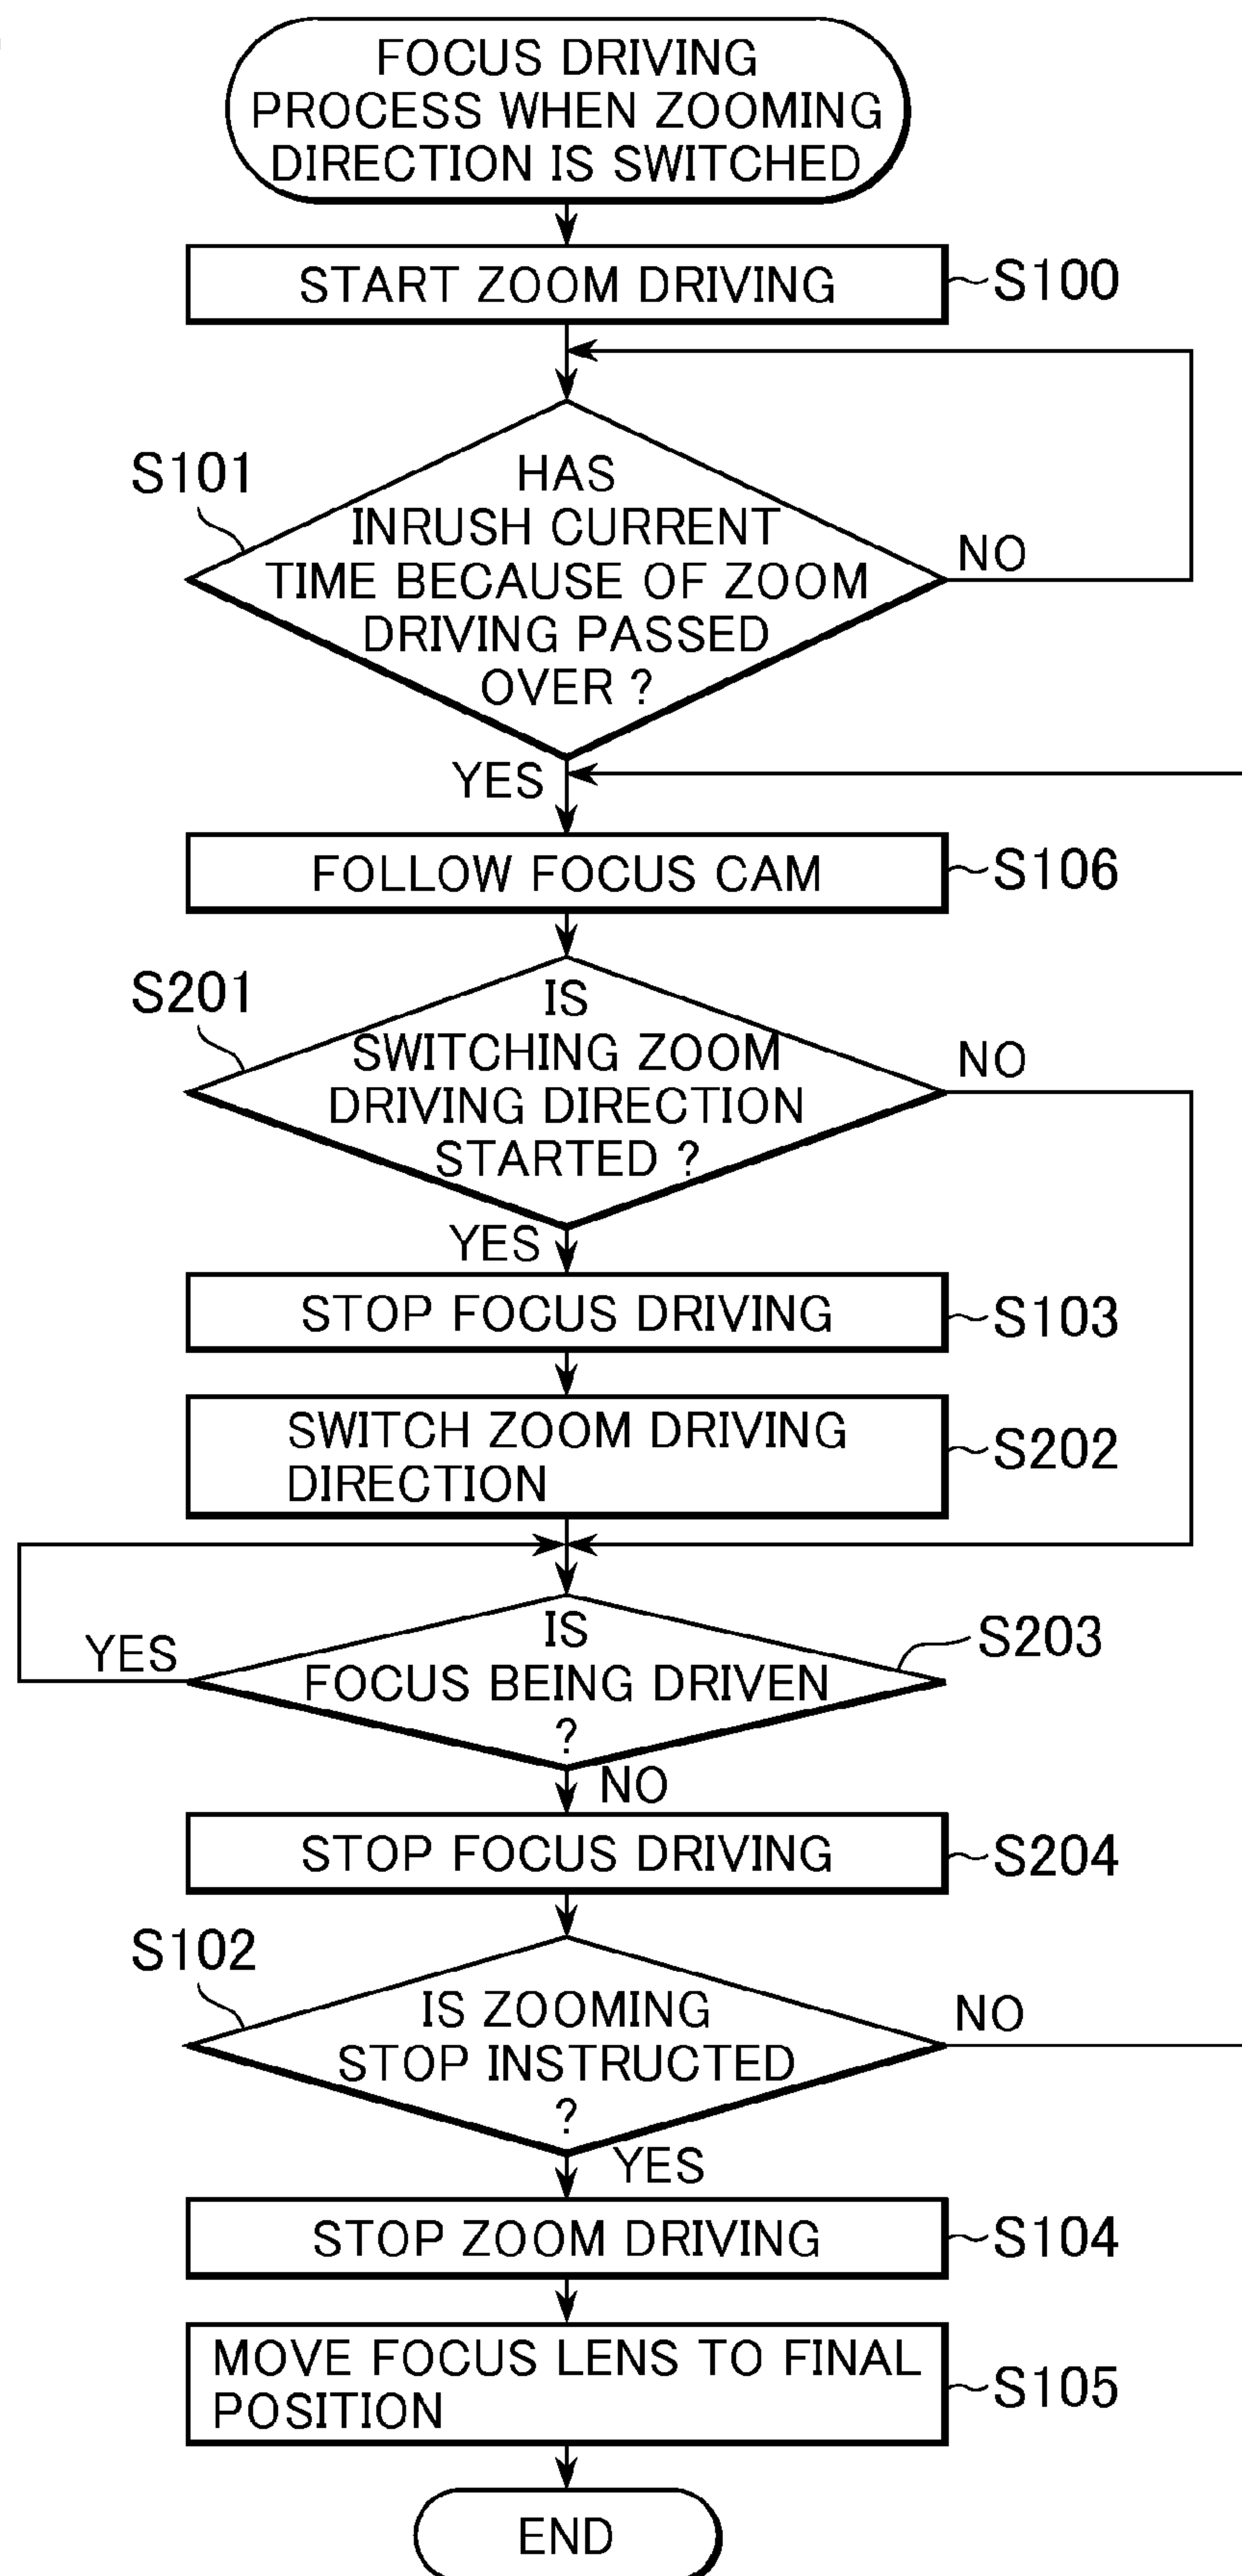 FOCUS DRIVING
PROCESS WHEN ZOOMING
DIRECTION IS SWITCHED
START ZOOM DRIVING
S100
S101
HAS
INRUSH CURRENT
TIME BECAUSE OF ZOOM
DRIVING PASSED
OVER ?
NO
YES
FOLLOW FOCUS CAM
S106
S201
IS
SWITCHING ZOOM
DRIVING DIRECTION
STARTED ?
NO
YES
STOP FOCUS DRIVING
S103
SWITCH ZOOM DRIVING
DIRECTION
S202
IS
FOCUS BEING DRIVEN
?
S203
YES
NO
STOP FOCUS DRIVING
S204
S102
IS ZOOMING
STOP INSTRUCTED
?
NO
YES
STOP ZOOM DRIVING
S104
MOVE FOCUS LENS TO FINAL
POSITION
S105
END